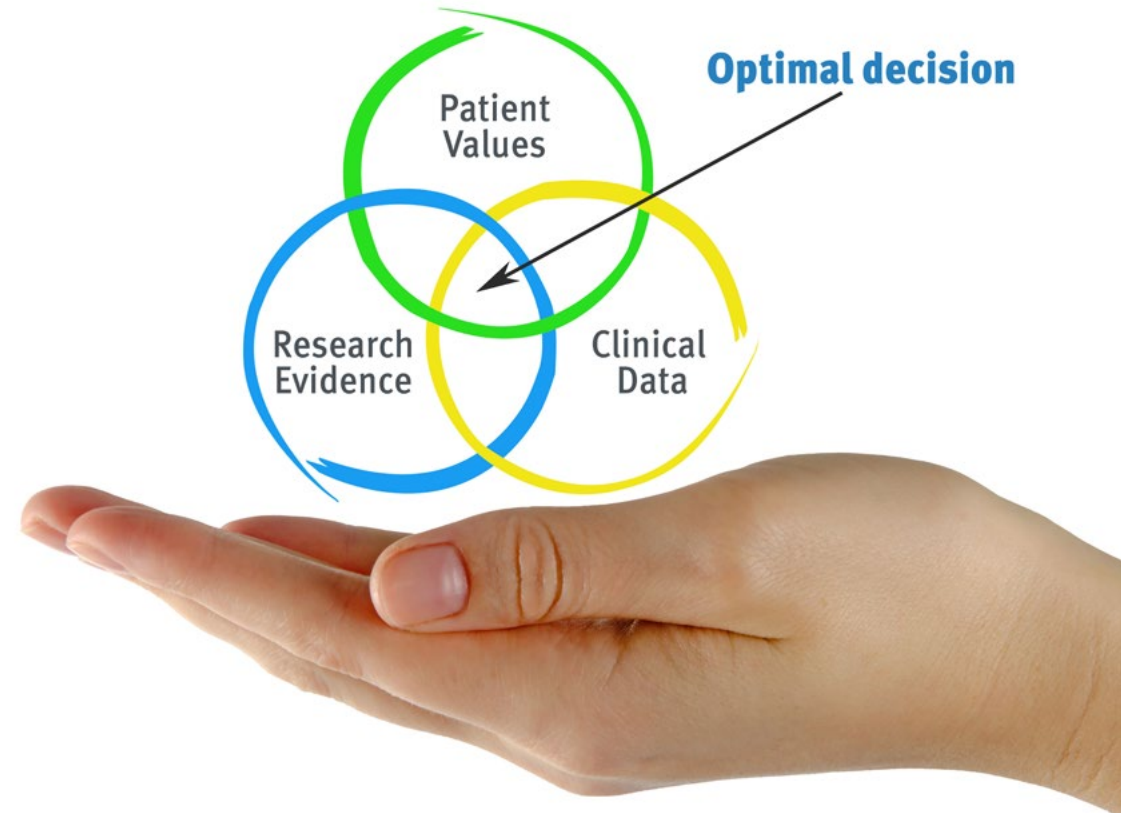 Optimal decision
Patient
Values
Research
Evidence
Clinical
Data